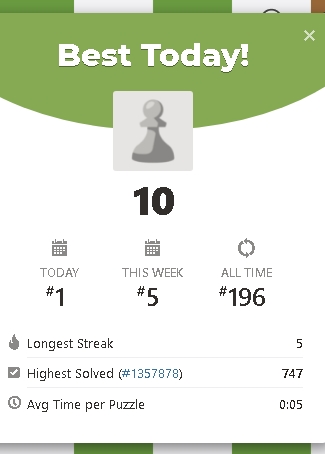 Best Today!
10
TODAY THIS WEEK ALL TIME
#1 #5 #196
Longest Streak 5
Highest Solved (#1357878) 747
Avg Time per Puzzle 0:05